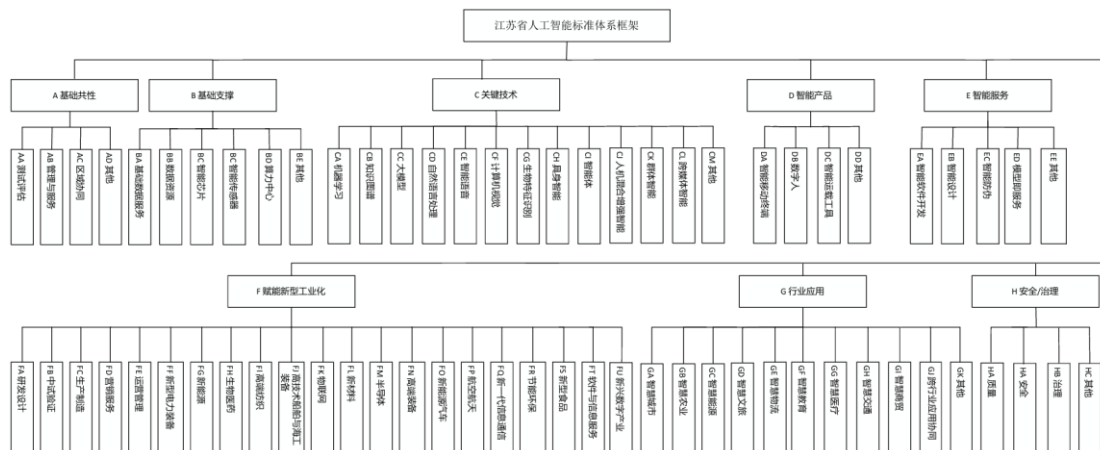 江苏省人工智能标准体系框架
A 基础共性
B 基础支撑
C 关键技术
D 智能产品
E 智能服务
AA 测试评估
AB 管理与服务
AC 区域协同
AD 其他
BA 基础数据服务
BB 数据资源
BC 智能芯片
BC 智能传感器
BD 算力中心
BE 其他
CA 机器学习
CB 知识图谱
CC 大模型
CD 自然语言处理
CE 智能语音
CF 计算机视觉
CG 生物特征识别
CH 具身智能
CI 智能体
CJ 人机混合增强智能
CK 群体智能
CL 跨媒体智能
CM 其他
DA 智能移动终端
DB 数字人
DC 智能运载工具
DD 其他
EA 智能软件开发
EB 智能设计
EC 智能防伪
ED 模型即服务
EE 其他
F 赋能新型工业化
G 行业应用
H 安全/治理
FA 研发设计
FB 中试验证
FC 生产制造
FD 营销服务
FE 运营管理
FF 新型电力装备
FG 新能源
FH 生物医药
FI 高端纺织
FJ 高技术船舶与海工
装备
FK 物联网
FL 新材料
FM 半导体
FN 高端装备
FO 新能源汽车
FP 航空航天
FQ 新一代信息通信
FR 节能环保
FS 新型食品
FT 软件与信息服务
FU 新兴数字产业
GA 智慧城市
GB 智慧农业
GC 智慧能源
GD 智慧文旅
GE 智慧物流
GF 智慧教育
GG 智慧医疗
GH 智慧交通
GI 智慧商贸
GJ 跨行业应用协同
GK 其他
HA 质量
HA 安全
HB 治理
HC 其他